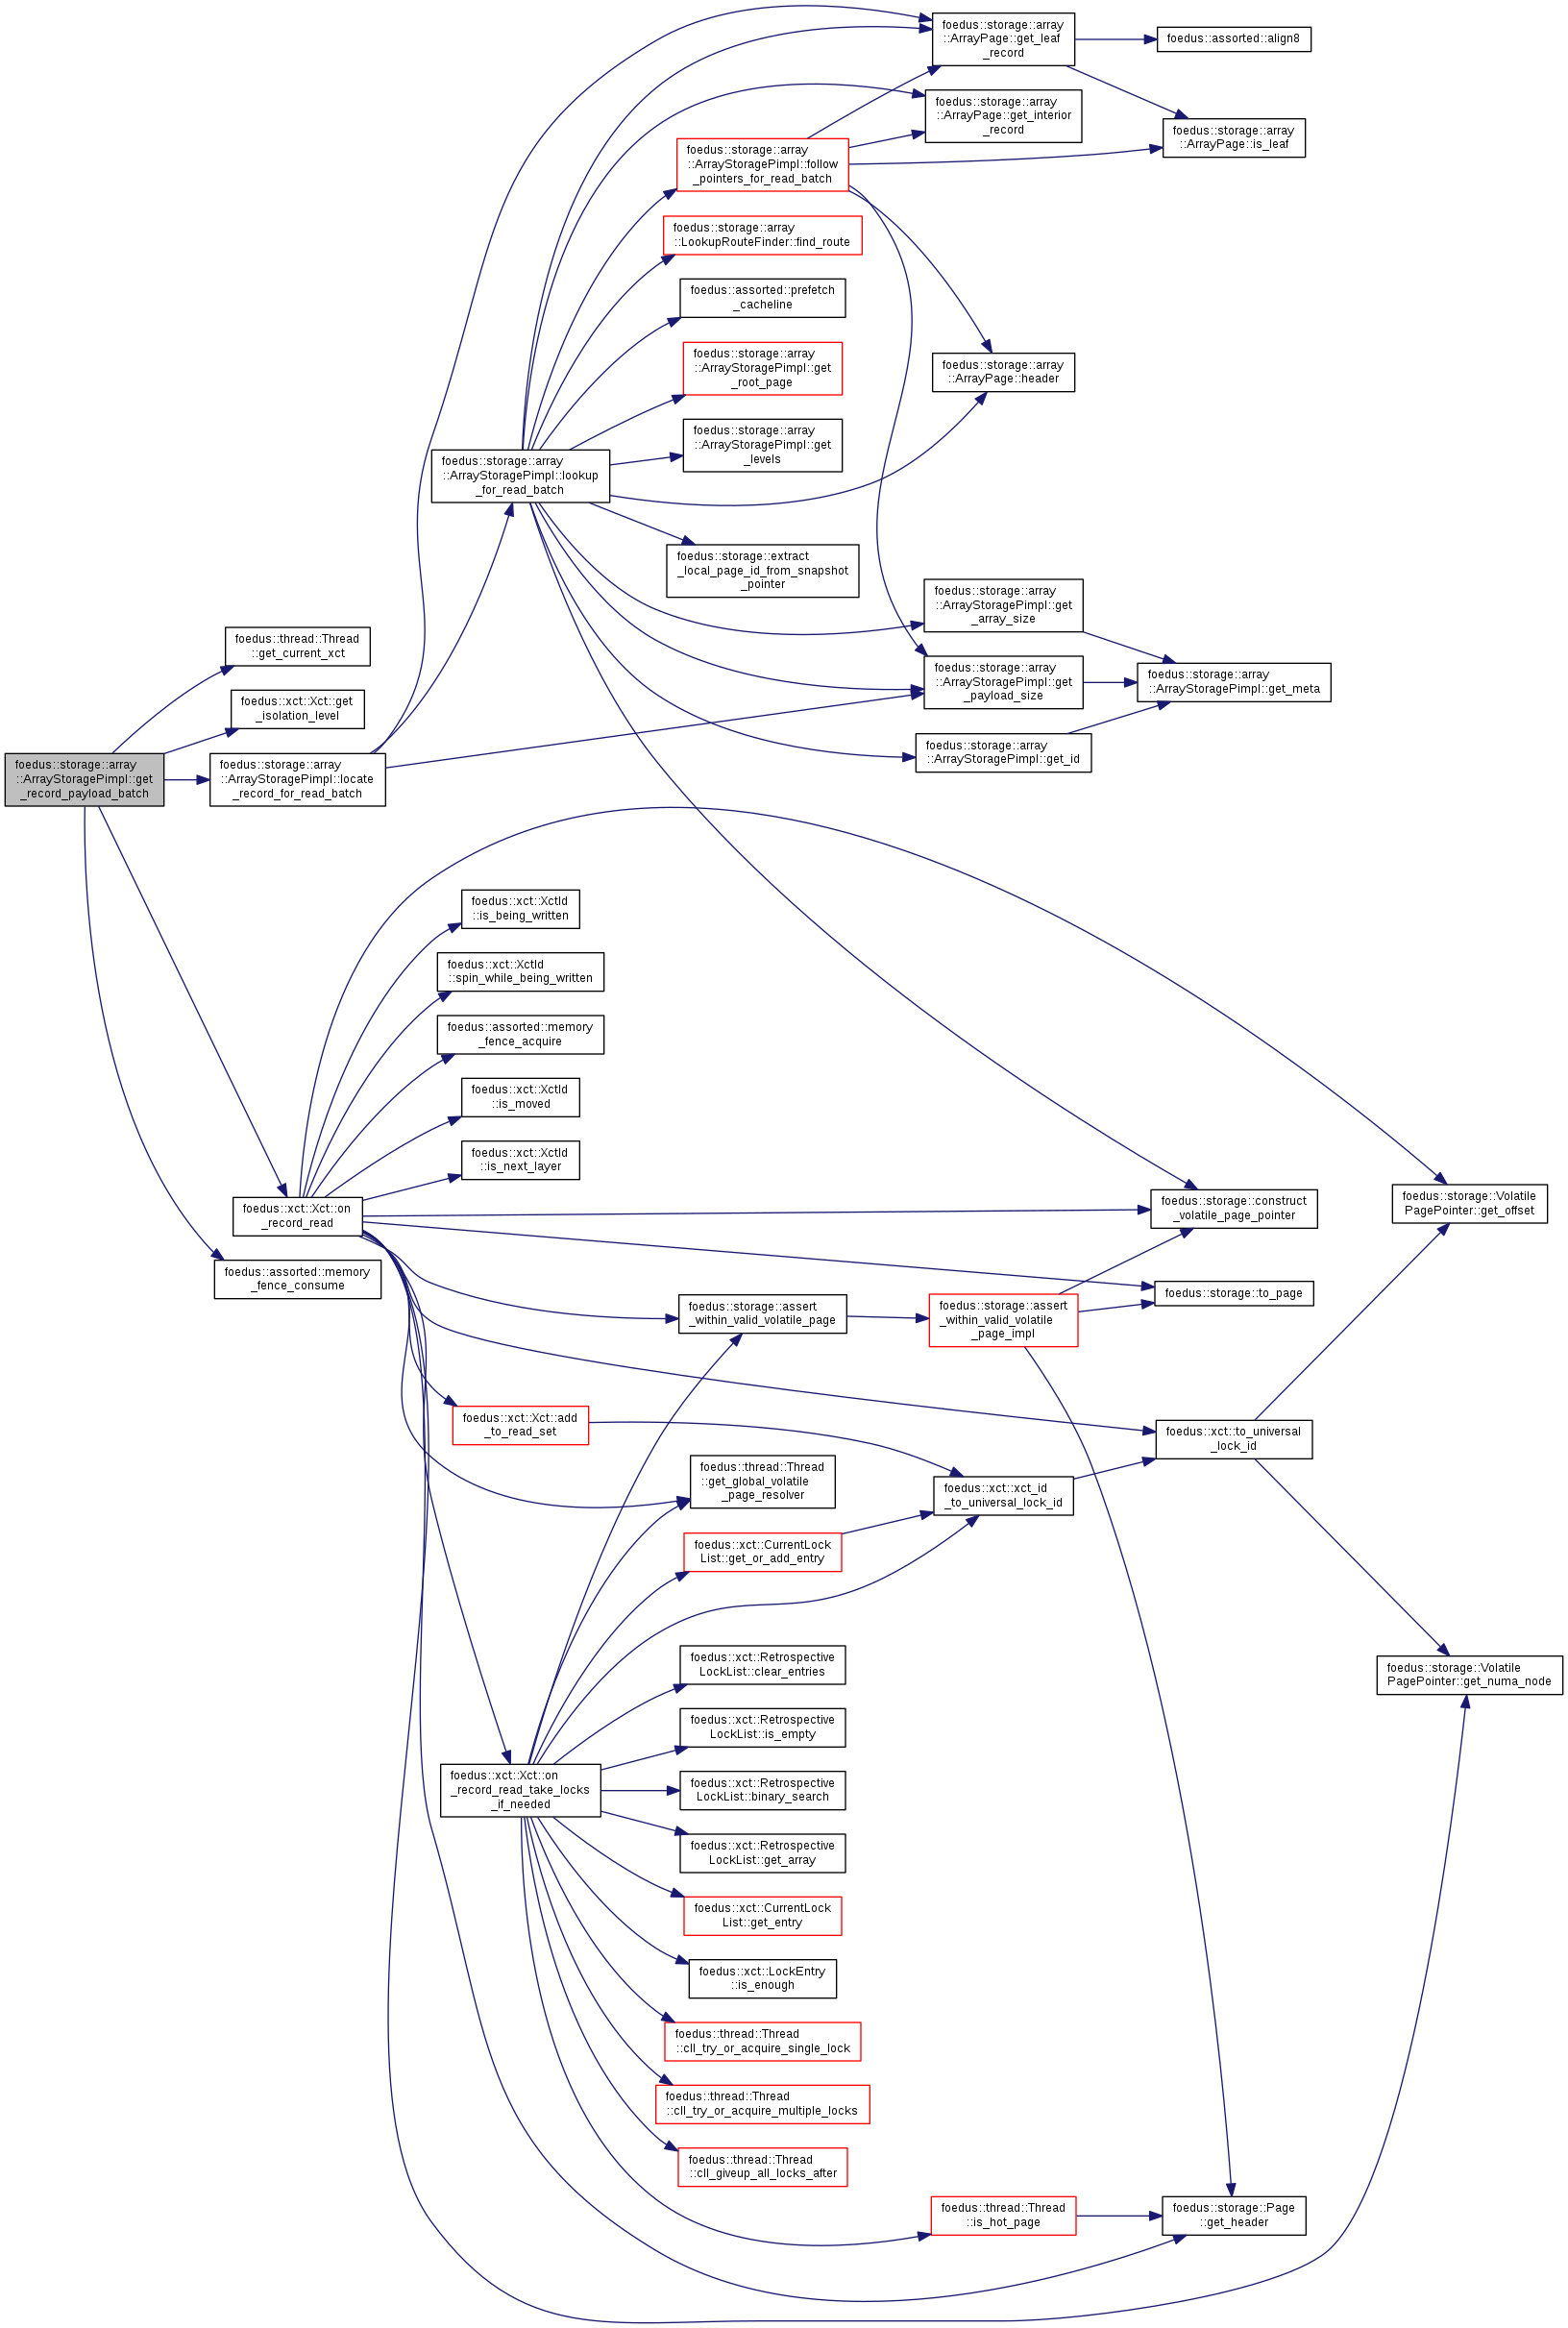 foedus::storage::array
::ArrayPage::get_leaf
_record
foedus::assorted::align8
foedus::storage::array
::ArrayPage::get_interior
_record
foedus::storage::array
::ArrayPage::is_leaf
foedus::storage::array
::ArrayStoragePimpl::follow
_pointers_for_read_batch
foedus::storage::array
::LookupRouteFinder::find_route
foedus::assorted::prefetch
_cacheline
foedus::storage::array
::ArrayStoragePimpl::get
_root_page
foedus::storage::array
::ArrayPage::header
foedus::storage::array
::ArrayStoragePimpl::get
_levels
foedus::storage::array
::ArrayStoragePimpl::lookup
_for_read_batch
foedus::storage::extract
_local_page_id_from_snapshot
_pointer
foedus::storage::array
::ArrayStoragePimpl::get
_array_size
foedus::thread::Thread
::get_current_xct
foedus::storage::array
::ArrayStoragePimpl::get
_payload_size
foedus::storage::array
::ArrayStoragePimpl::get_meta
foedus::xct::Xct::get
_isolation_level
foedus::storage::array
::ArrayStoragePimpl::get_id
foedus::storage::array
::ArrayStoragePimpl::get
_record_payload_batch
foedus::storage::array
::ArrayStoragePimpl::locate
_record_for_read_batch
foedus::xct::XctId
::is_being_written
foedus::xct::XctId
::spin_while_being_written
foedus::assorted::memory
_fence_acquire
foedus::xct::XctId
::is_moved
foedus::xct::XctId
::is_next_layer
foedus::xct::Xct::on
_record_read
foedus::storage::construct
_volatile_page_pointer
foedus::storage::Volatile
PagePointer::get_offset
foedus::assorted::memory
_fence_consume
foedus::storage::to_page
foedus::storage::assert
_within_valid_volatile_page
foedus::storage::assert
_within_valid_volatile
_page_impl
foedus::xct::Xct::add
_to_read_set
foedus::xct::to_universal
_lock_id
foedus::thread::Thread
::get_global_volatile
_page_resolver
foedus::xct::xct_id
_to_universal_lock_id
foedus::xct::CurrentLock
List::get_or_add_entry
foedus::xct::Retrospective
LockList::clear_entries
foedus::storage::Volatile
PagePointer::get_numa_node
foedus::xct::Retrospective
LockList::is_empty
foedus::xct::Xct::on
_record_read_take_locks
_if_needed
foedus::xct::Retrospective
LockList::binary_search
foedus::xct::Retrospective
LockList::get_array
foedus::xct::CurrentLock
List::get_entry
foedus::xct::LockEntry
::is_enough
foedus::thread::Thread
::cll_try_or_acquire_single_lock
foedus::thread::Thread
::cll_try_or_acquire_multiple_locks
foedus::thread::Thread
::cll_giveup_all_locks_after
foedus::thread::Thread
::is_hot_page
foedus::storage::Page
::get_header